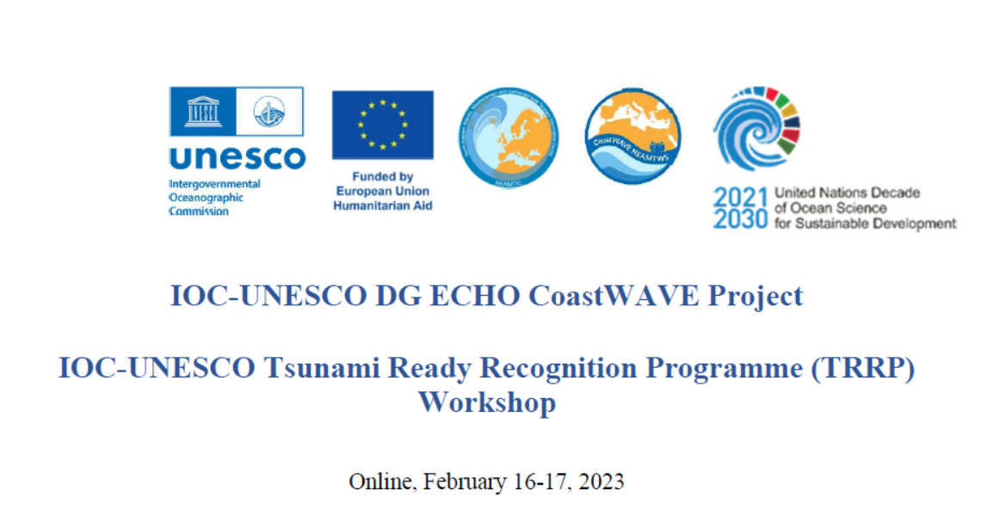 UNESCO
unesco
Intergovernmental
Oceanographic
Commission
Funded by
European Union
Humanitarian Aid
NEAMTIC
CoastWAVE NEAMTWS
2021
2030
United Nations Decade
of Ocean Science
for Sustainable Development
IOC-UNESCO DG ECHO CoastWAVE Project
IOC-UNESCO Tsunami Ready Recognition Programme (TRRP)
Workshop
Online, February 16-17, 2023